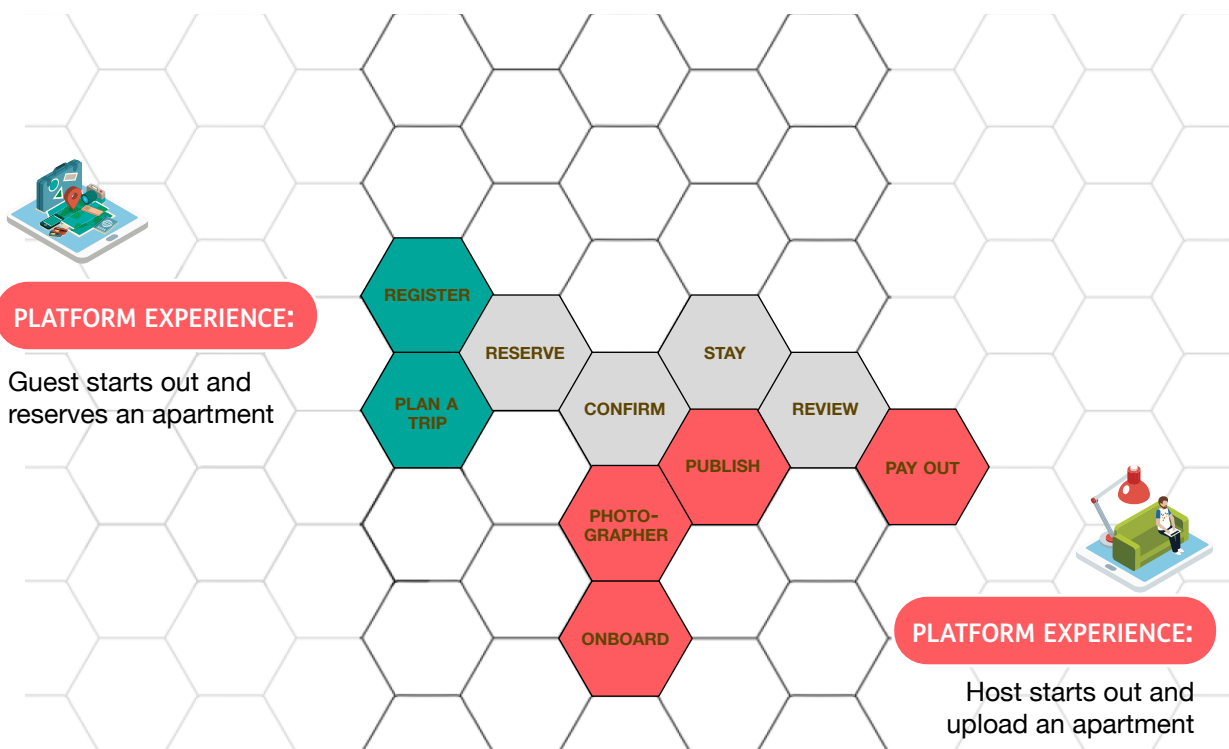 REGISTER
PLATFORM EXPERIENCE:
Guest starts out and
reserves an apartment
RESERVE
STAY
PLAN A
TRIP
CONFIRM
REVIEW
PUBLISH
PAY OUT
PHOTO-
GRAPHER
ONBOARD
PLATFORM EXPERIENCE:
Host starts out and
upload an apartment